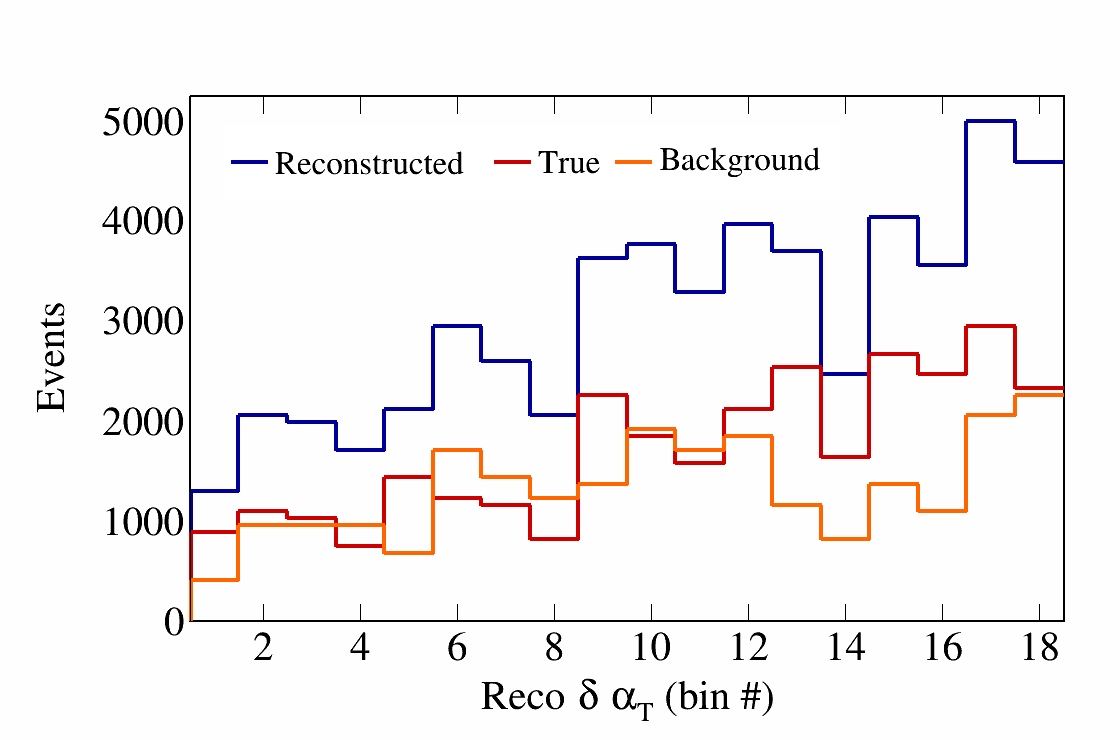 5000
Reconstructed True Background
4000
3000
2000
1000
0
Events
2 4 6 8 10 12 14 16 18
Reco δ α_T (bin #)